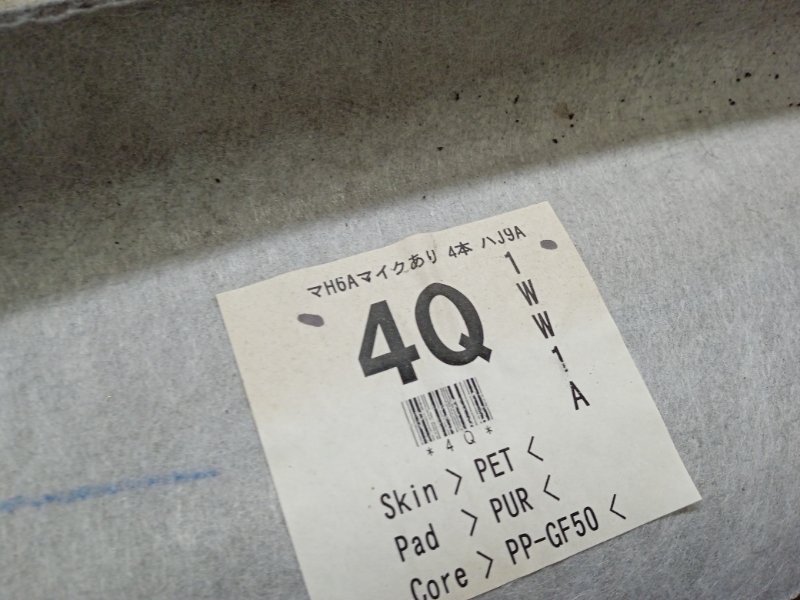 マH6Aマイクあり 4本 ハJ9A
4Q
1WW1A
*4Q*
Skin > PET <
Pad > PUR <
Core > PP-GF50 <